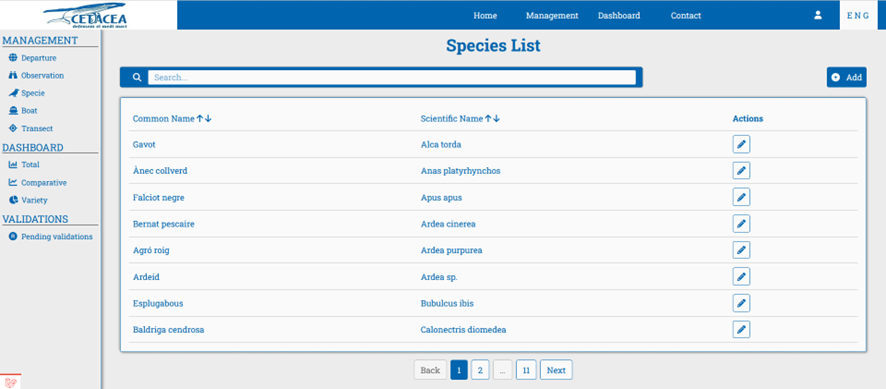 CETÀCEA
Home Management Dashboard Contact ENG
MANAGEMENT
Departure
Observation
Specie
Boat
Transect
DASHBOARD
Total
Comparative
Variety
VALIDATIONS
Pending validations
Species List
Search...
Add
Common Name Scientific Name Actions
Gavot Alca torda
Ànec collverd Anas platyrhynchos
Falciot negre Apus apus
Bernat pescaire Ardea cinerea
Agró roig Ardea purpurea
Ardeid Ardea sp.
Esplugabous Bubulcus ibis
Baldriga cendrosa Calonectris diomedea
Back 1 2 ... 11 Next